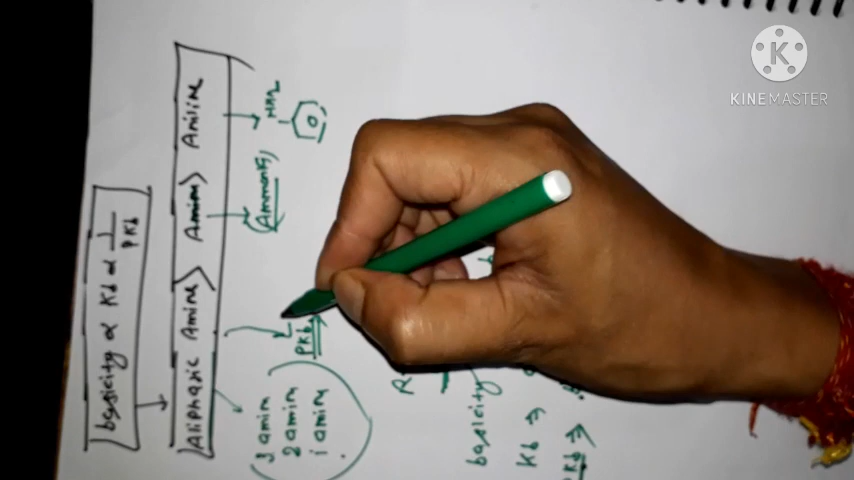 basicity ∝ Kb ∝ 1/PKb
Aliphatic Amine > Amine > Aniline
3 amin
2 amin
1 amine
PKb
(Ammonia)
NH2
R
basicity
Kb ⇒
PKb ⇒
KINEMASTER